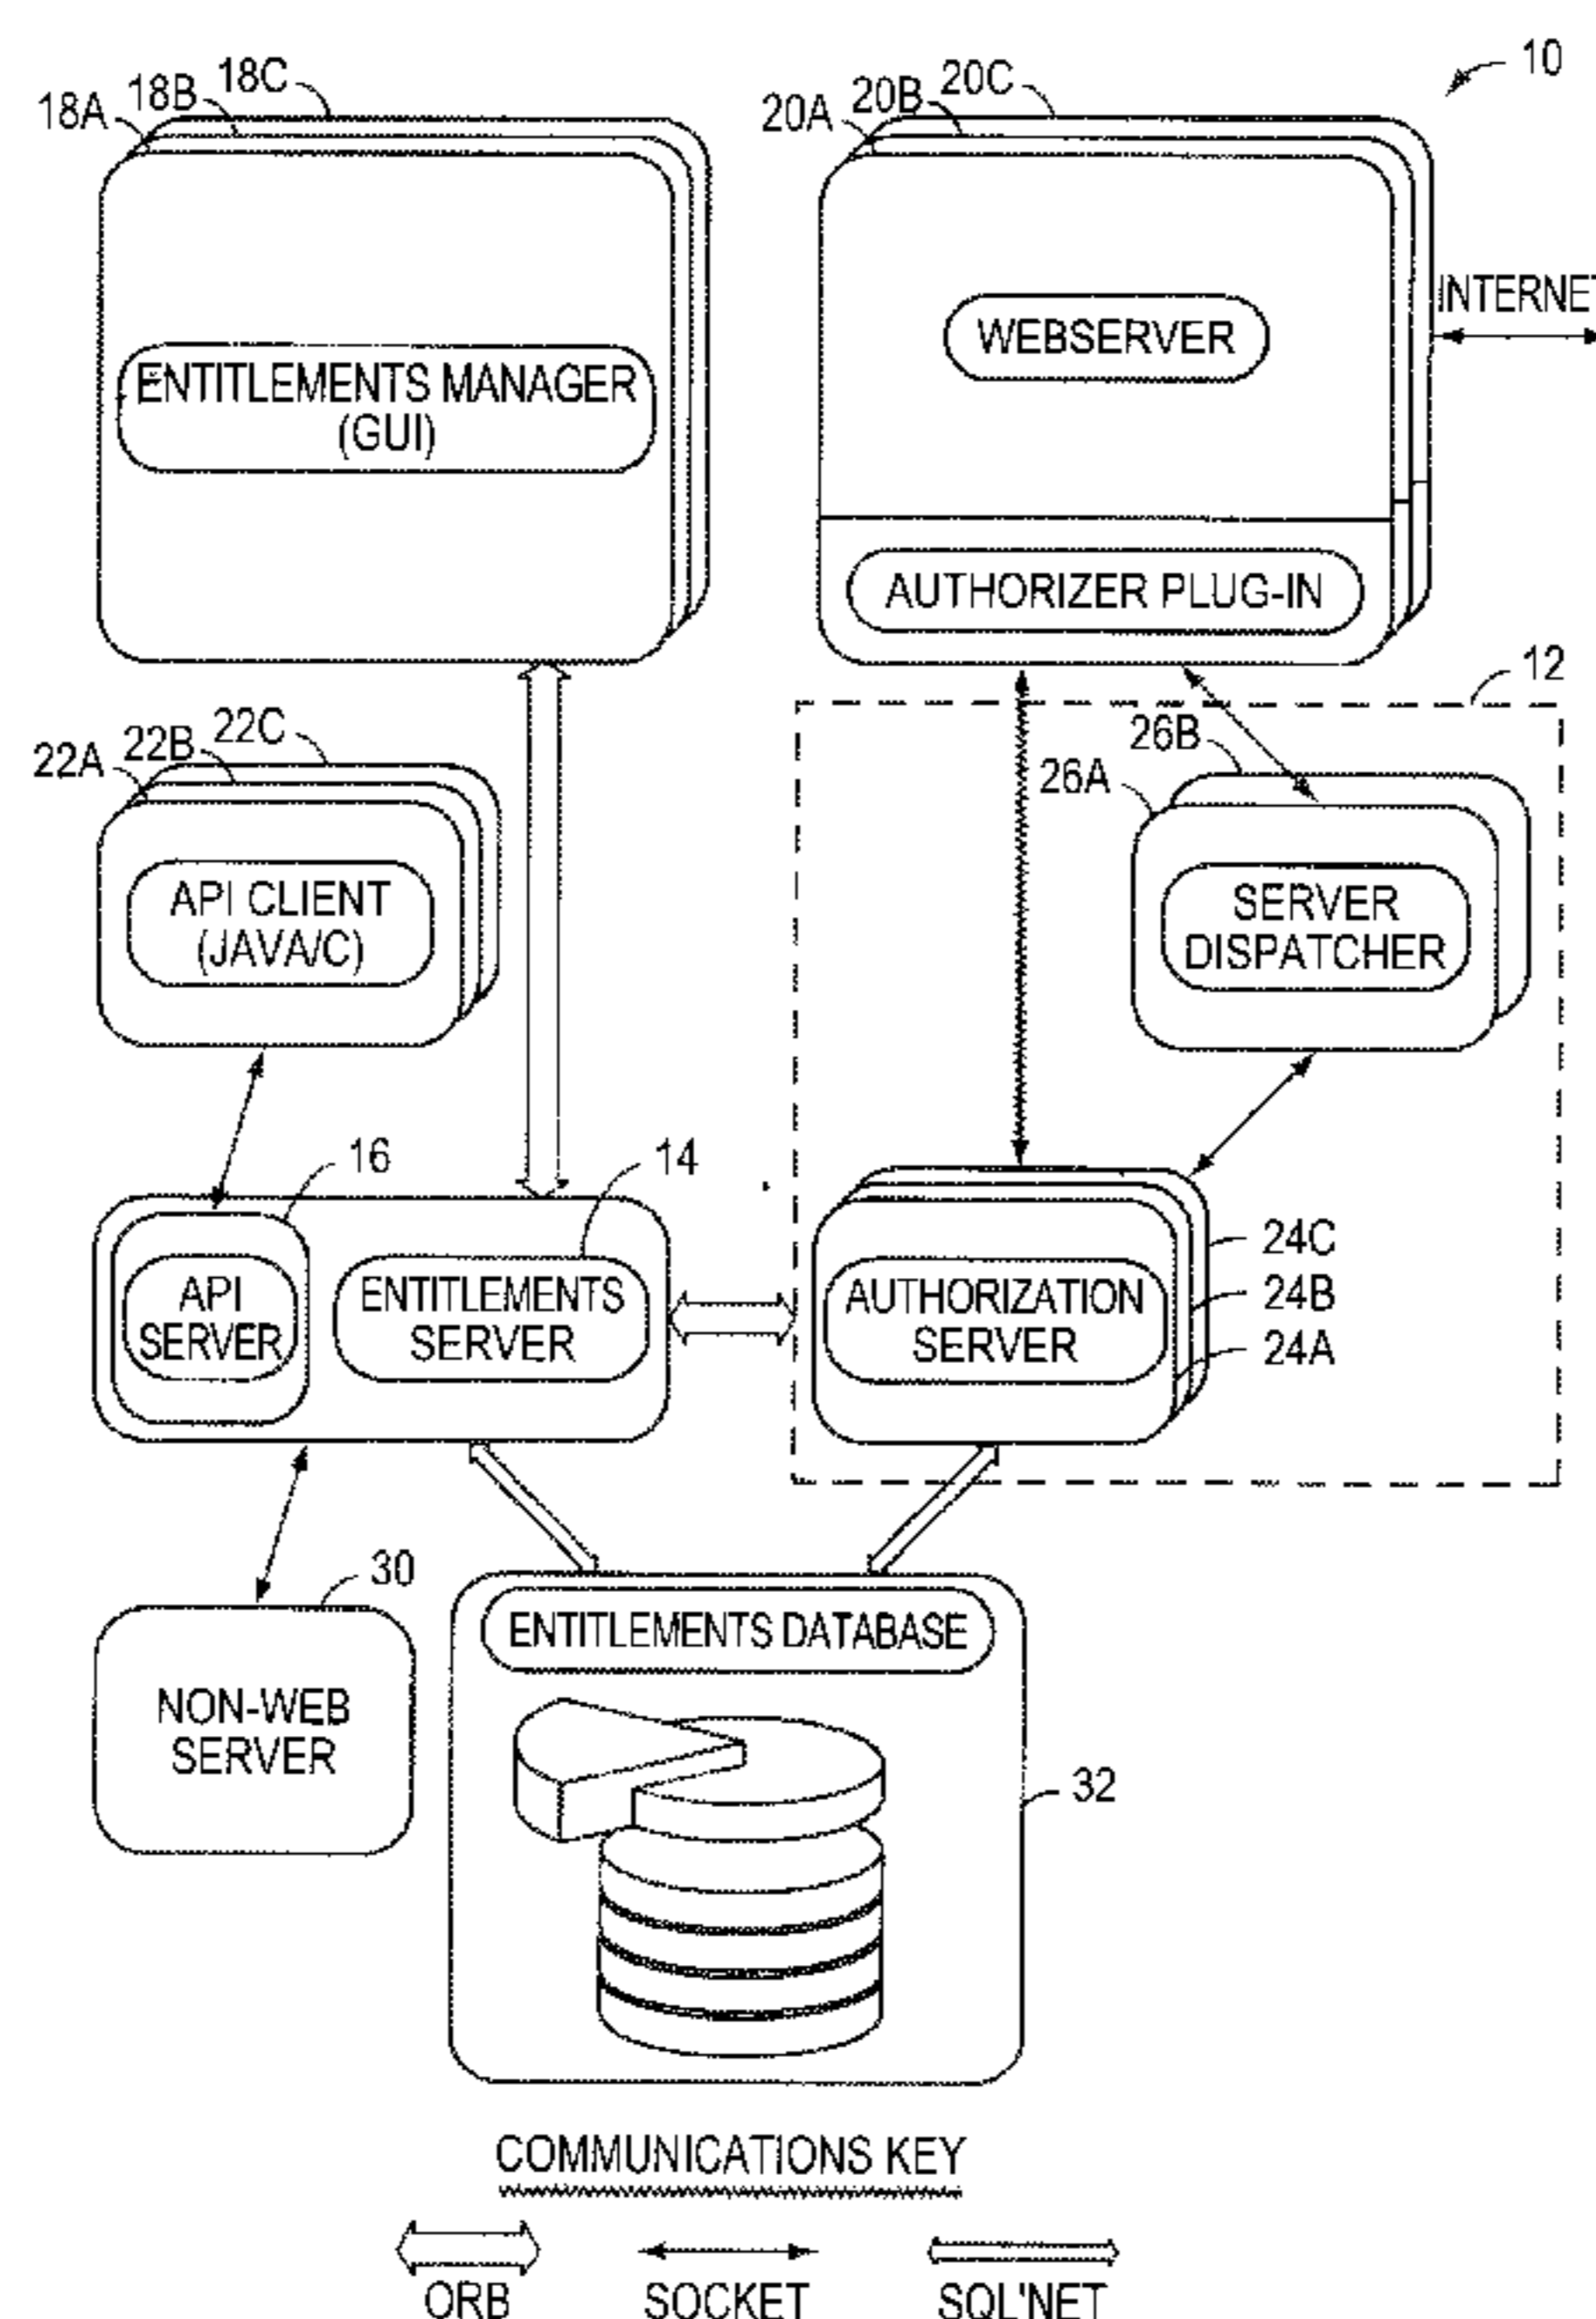 10
18A 18B 18C
20A 20B 20C
ENTITLEMENTS MANAGER
(GUI)
WEBSERVER
INTERNET
AUTHORIZER PLUG-IN
12
22A 22B 22C
26A 26B
API CLIENT
(JAVA/C)
SERVER
DISPATCHER
16
14
API
SERVER
ENTITLEMENTS
SERVER
AUTHORIZATION
SERVER
24C
24B
24A
30
NON-WEB
SERVER
ENTITLEMENTS DATABASE
32
COMMUNICATIONS KEY
ORB
SOCKET
SQL'NET